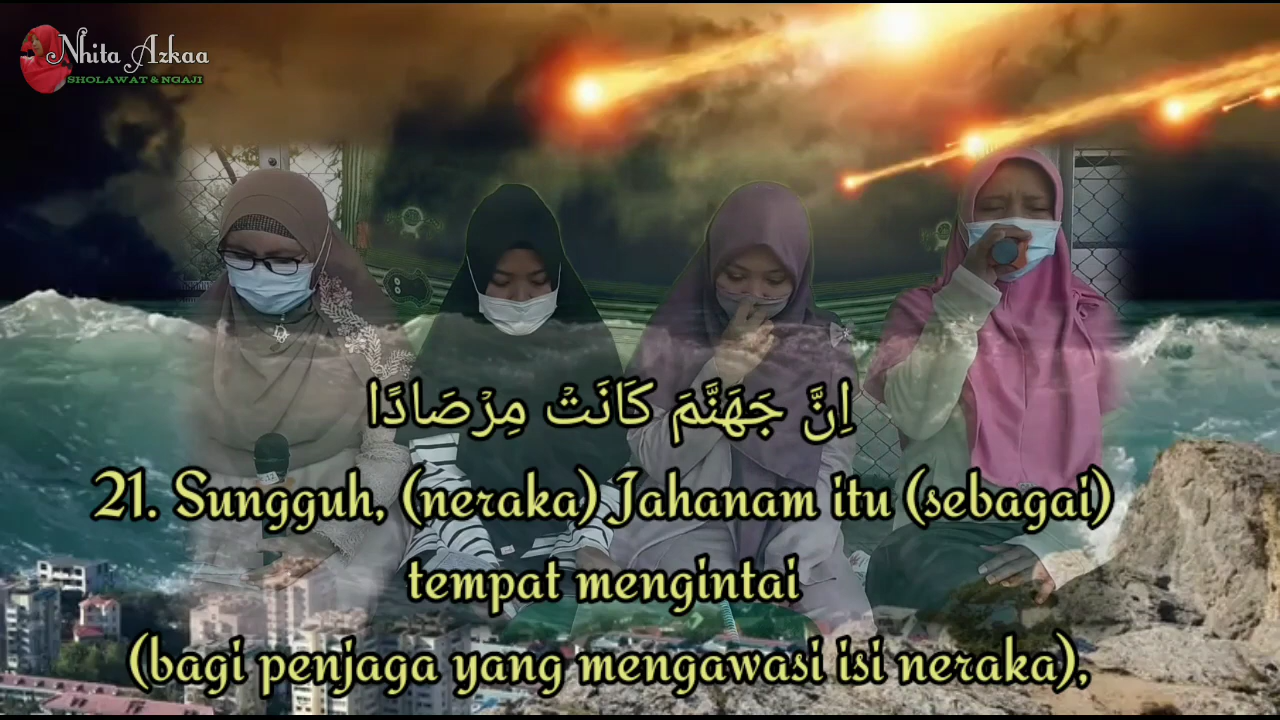 Nhita Azkaa
SHOLAWAT & NGAJI
اِنَّ جَهَنَّمَ كَانَتْ مِرْصَادًا
21. Sungguh, (neraka) Jahanam itu (sebagai)
tempat mengintai
(bagi penjaga yang mengawasi isi neraka),